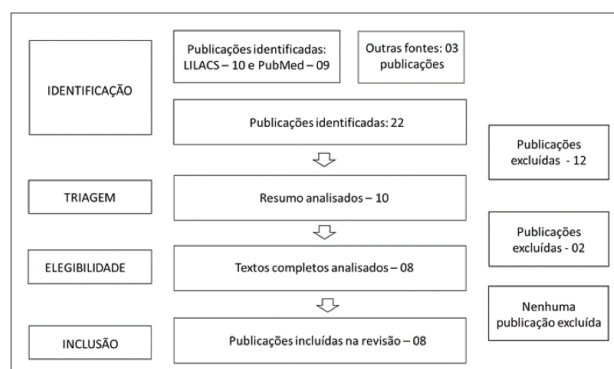 Publicações identificadas:
LILACS – 10 e PubMed – 09
Outras fontes: 03
publicações
IDENTIFICAÇÃO
Publicações identificadas: 22
Publicações
excluídas - 12
TRIAGEM
Resumo analisados – 10
Publicações
excluídas - 02
ELEGIBILIDADE
Textos completos analisados – 08
Nenhuma
publicação excluída
INCLUSÃO
Publicações incluídas na revisão – 08